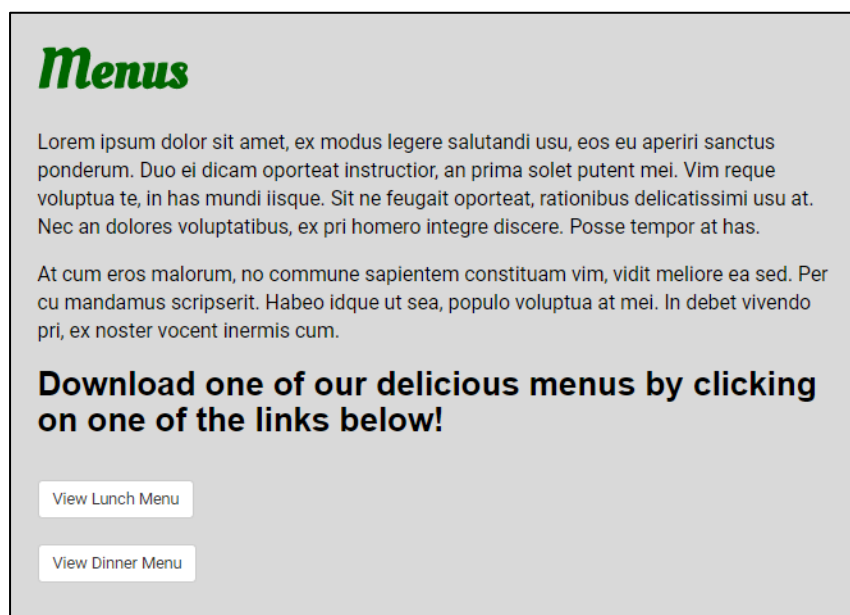 Menus
Lorem ipsum dolor sit amet, ex modus legere salutandi usu, eos eu aperiri sanctus
ponderum. Duo ei dicam oporteat instructior, an prima solet putent mei. Vim reque
voluptua te, in has mundi iisque. Sit ne feugait oporteat, rationibus delicatissimi usu at.
Nec an dolores voluptatibus, ex pri homero integre discere. Posse tempor at has.
At cum eros malorum, no commune sapientem constituam vim, vidit meliore ea sed. Per
cu mandamus scripserit. Habeo idque ut sea, populo voluptua at mei. In debet vivendo
pri, ex noster vocent inermis cum.
Download one of our delicious menus by clicking
on one of the links below!
View Lunch Menu
View Dinner Menu